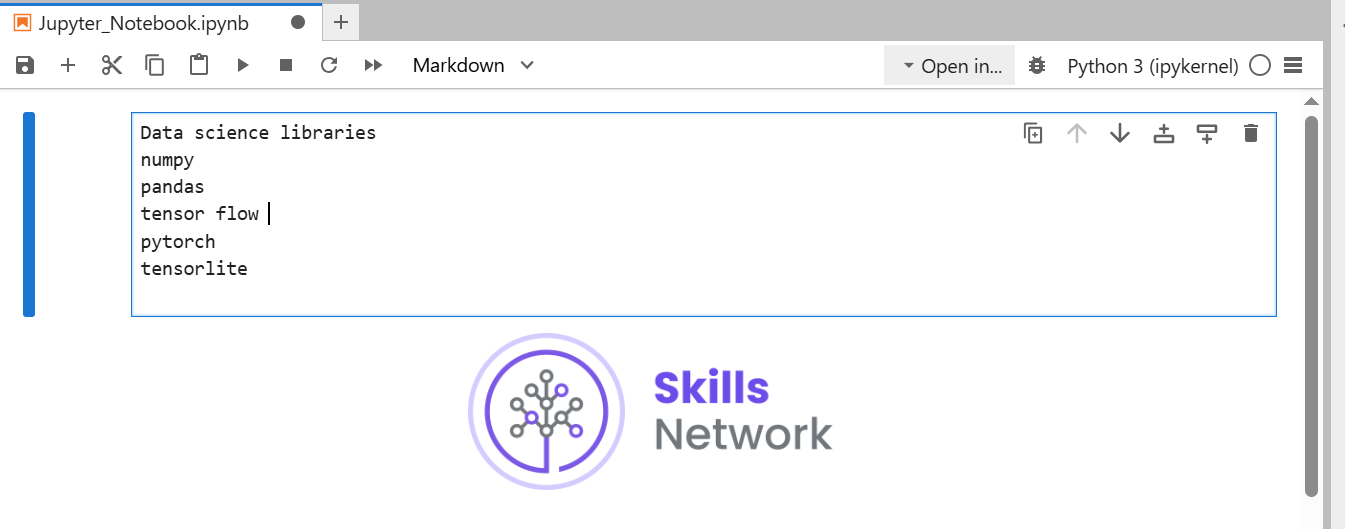 Jupyter_Notebook.ipynb
Markdown
Open in...
Python 3 (ipykernel)
Data science libraries
numpy
pandas
tensor flow
pytorch
tensorlite
Skills
Network